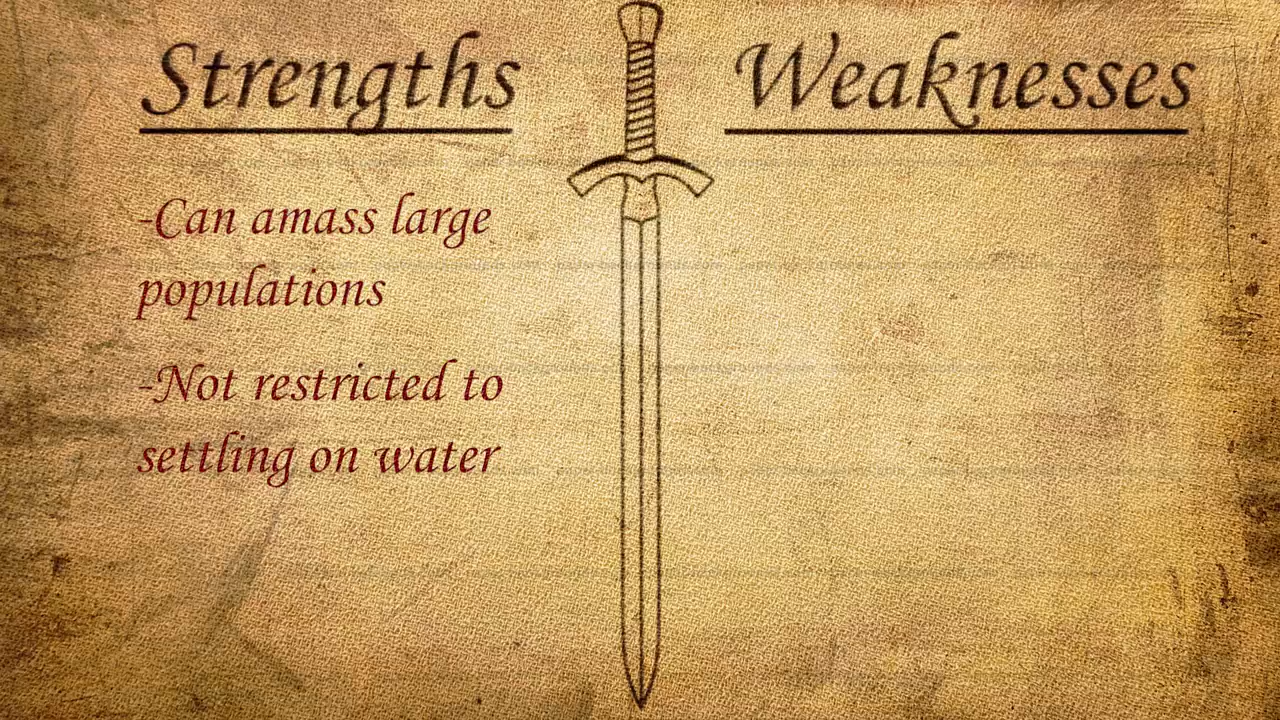 Strengths
Weaknesses
-Can amass large
populations
-Not restricted to
settling on water